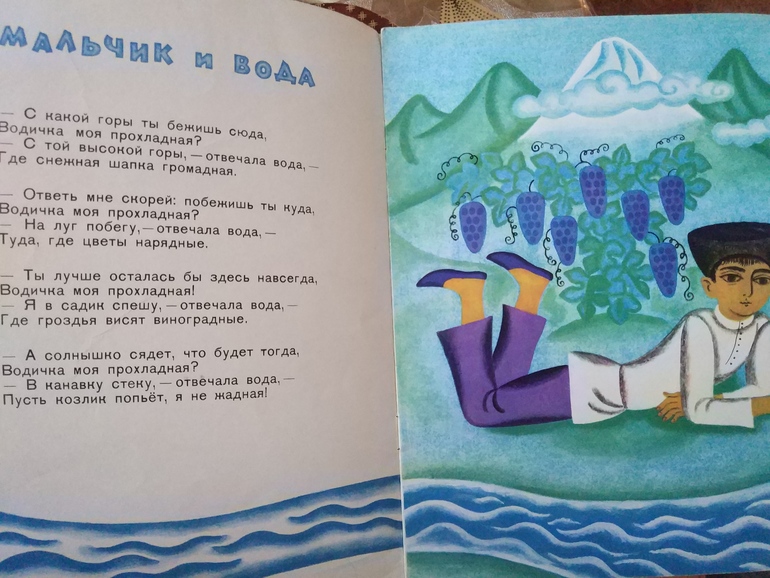 МАЛЬЧИК и ВОДА
— С какой горы ты бежишь сюда,
Водичка моя прохладная?
— С той высокой горы, — отвечала вода, —
Где снежная шапка громадная.
— Ответь мне скорей: побежишь ты куда,
Водичка моя прохладная?
— На луг побегу, — отвечала вода, —
Туда, где цветы нарядные.
— Ты лучше осталась бы здесь навсегда,
Водичка моя прохладная!
— Я в садик спешу, — отвечала вода, —
Где гроздья висят виноградные.
— А солнышко сядет, что будет тогда,
Водичка моя прохладная?
— В канавку стеку, — отвечала вода, —
Пусть козлик попьёт, я не жадная!